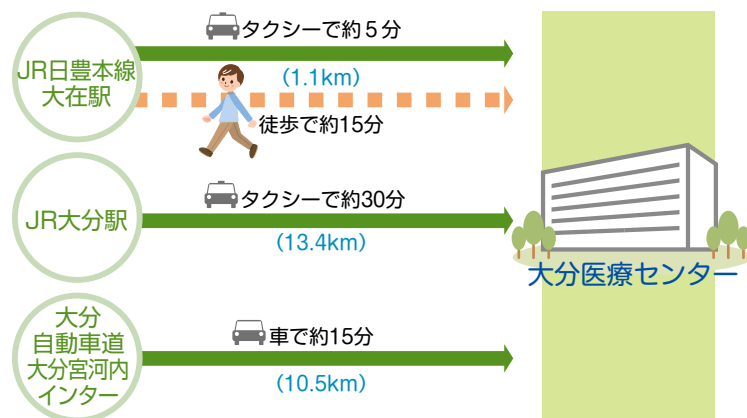 JR日豊本線
大在駅
タクシーで約5分
(1.1km)
徒歩で約15分
JR大分駅
タクシーで約30分
(13.4km)
大分
自動車道
大分宮河内
インター
車で約15分
(10.5km)
大分医療センター